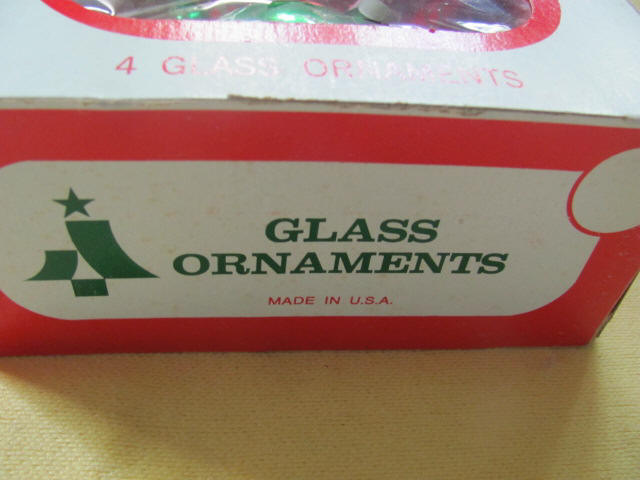 4 GLASS ORNAMENTS
GLASS
ORNAMENTS
MADE IN U.S.A.